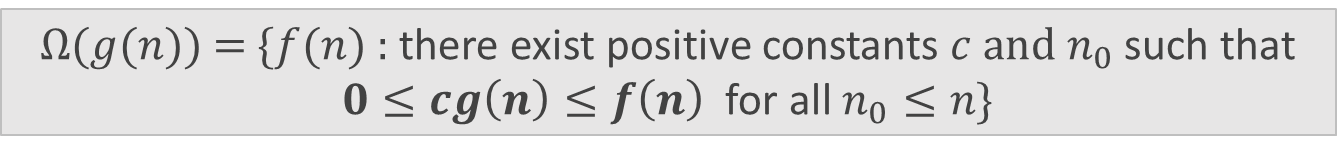 Ω(g(n)) = {f(n) : there exist positive constants c and n₀ such that
0 ≤ cg(n) ≤ f(n) for all n₀ ≤ n}